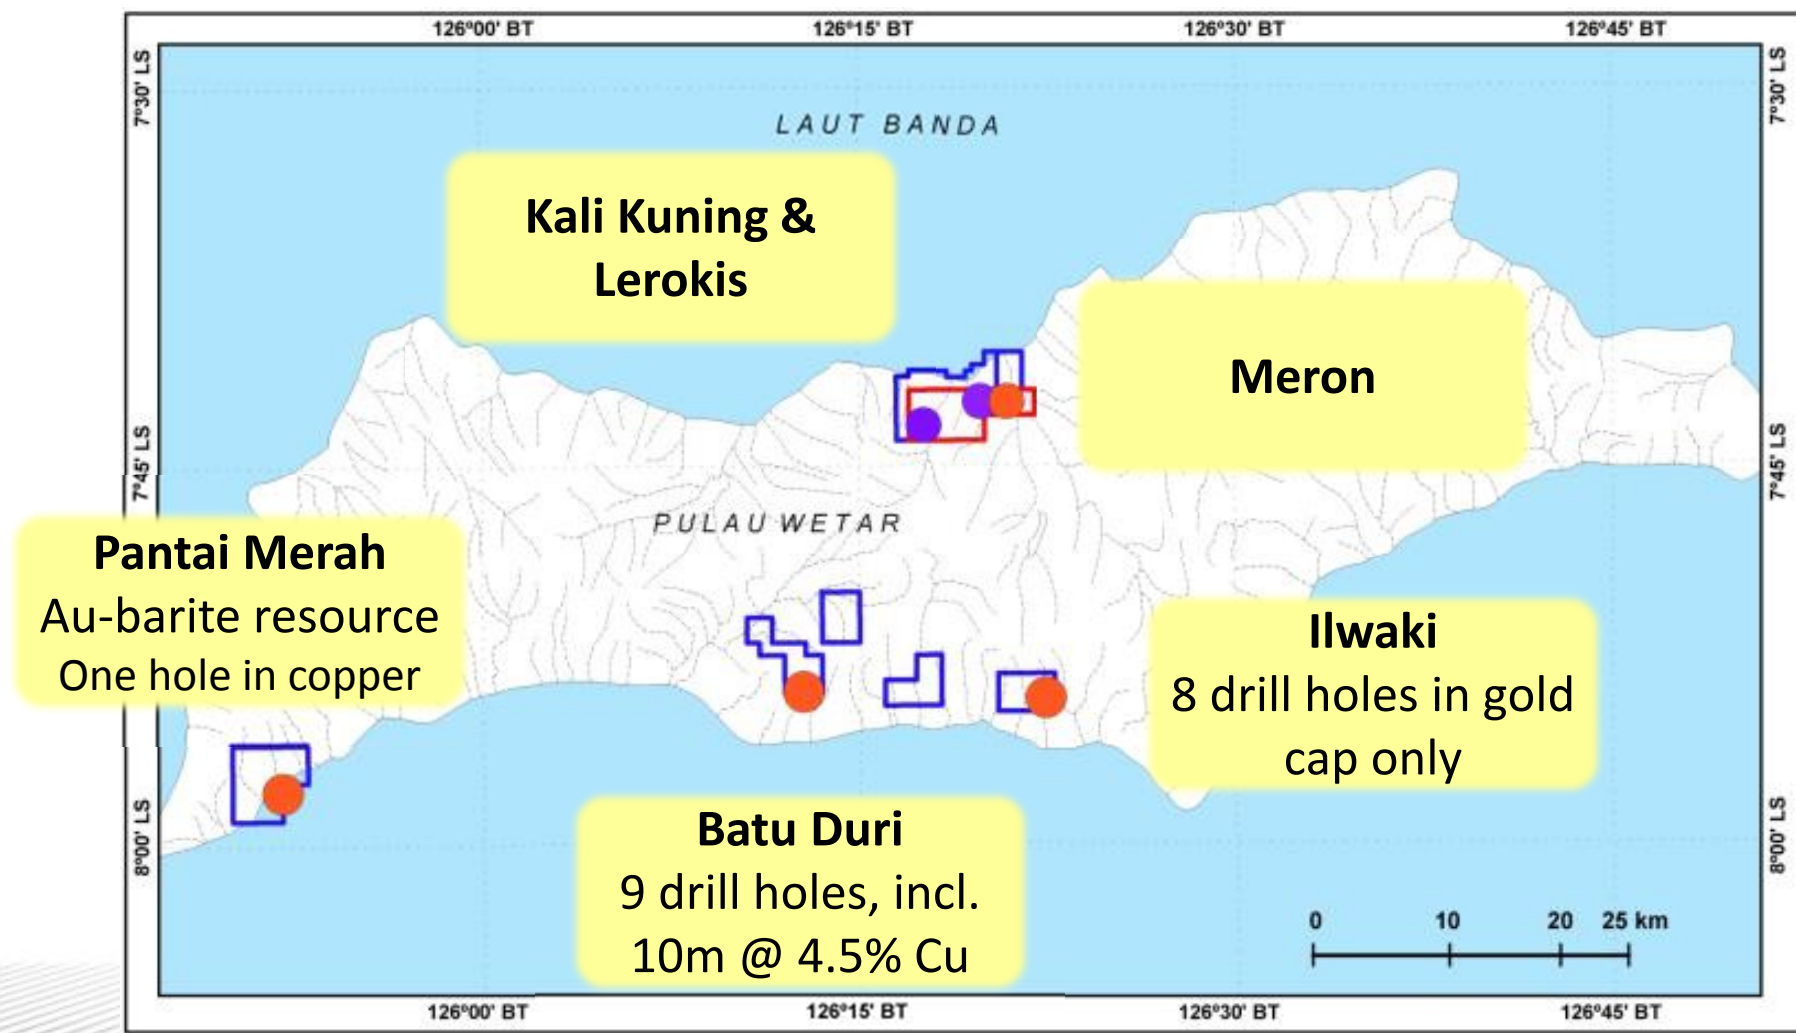 126°00' BT
126°15' BT
126°30' BT
126°45' BT
7°30' LS
7°30' LS
LAUT BANDA
Kali Kuning &
Lerokis
Meron
7°45' LS
7°45' LS
PULAU WETAR
Pantai Merah
Au-barite resource
One hole in copper
Ilwaki
8 drill holes in gold
cap only
Batu Duri
9 drill holes, incl.
10m @ 4.5% Cu
8°00' LS
8°00' LS
0 10 20 25 km
126°00' BT
126°15' BT
126°30' BT
126°45' BT